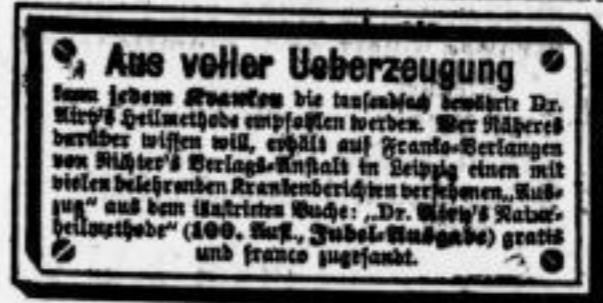 Aus voller Ueberzeugung
kann jedem Kranken die tausendfach bewährte Dr.
Airy's Heilmethode empfohlen werden. Wer Näheres
darüber wissen will, erhält auf Franko-Verlangen
von Richter's Verlags-Anstalt in Leipzig einen mit
vielen belehrenden Krankenberichten versehenen „Aus-
zug“ aus dem illustrirten Buche: „Dr. Airy's Natur-
heilmethode“ (100. Aufl., Jubel-Ausgabe) gratis
und franco zugesandt.